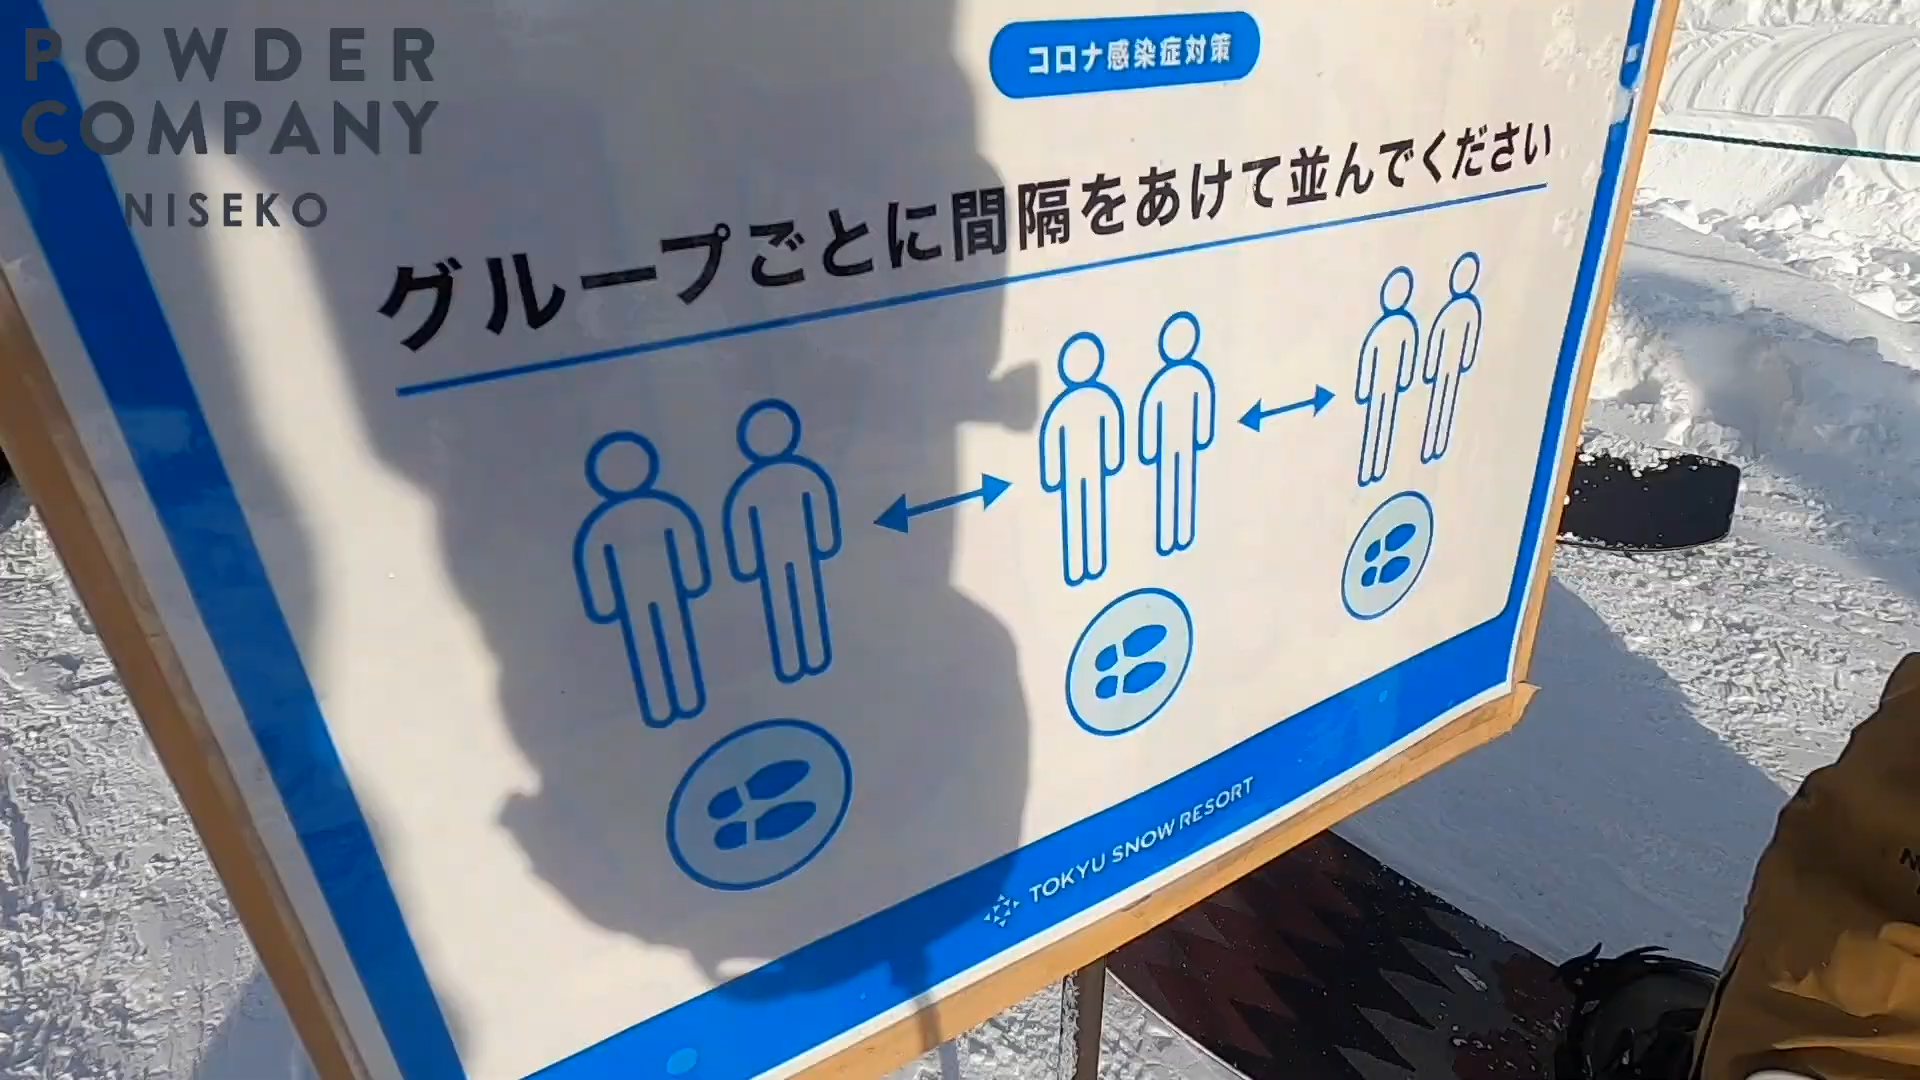 POWDER
COMPANY
NISEKO
コロナ感染症対策
グループごとに間隔をあけて並んでください
TOKYU SNOW RESORT